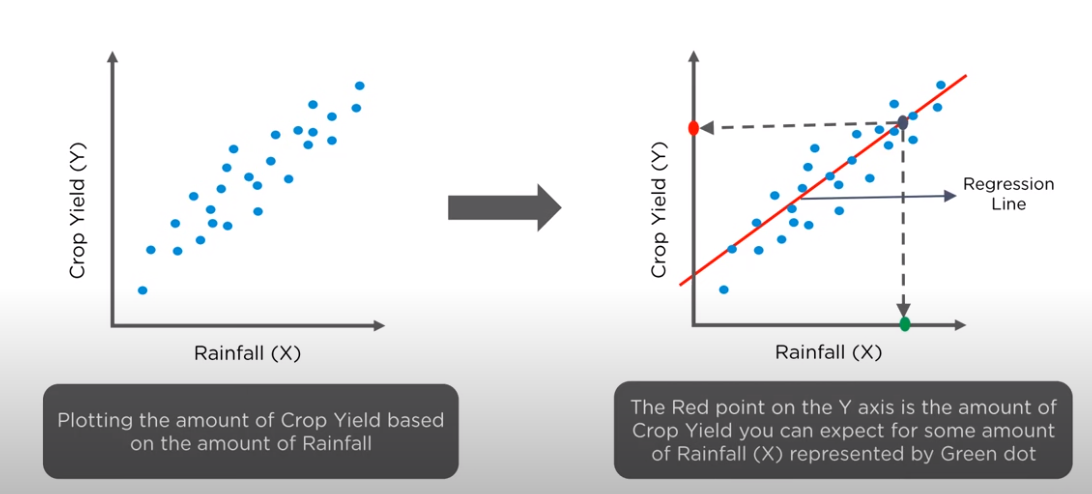 Crop Yield (Y)
Rainfall (X)
Plotting the amount of Crop Yield based
on the amount of Rainfall
Crop Yield (Y)
Regression
Line
Rainfall (X)
The Red point on the Y axis is the amount of
Crop Yield you can expect for some amount
of Rainfall (X) represented by Green dot